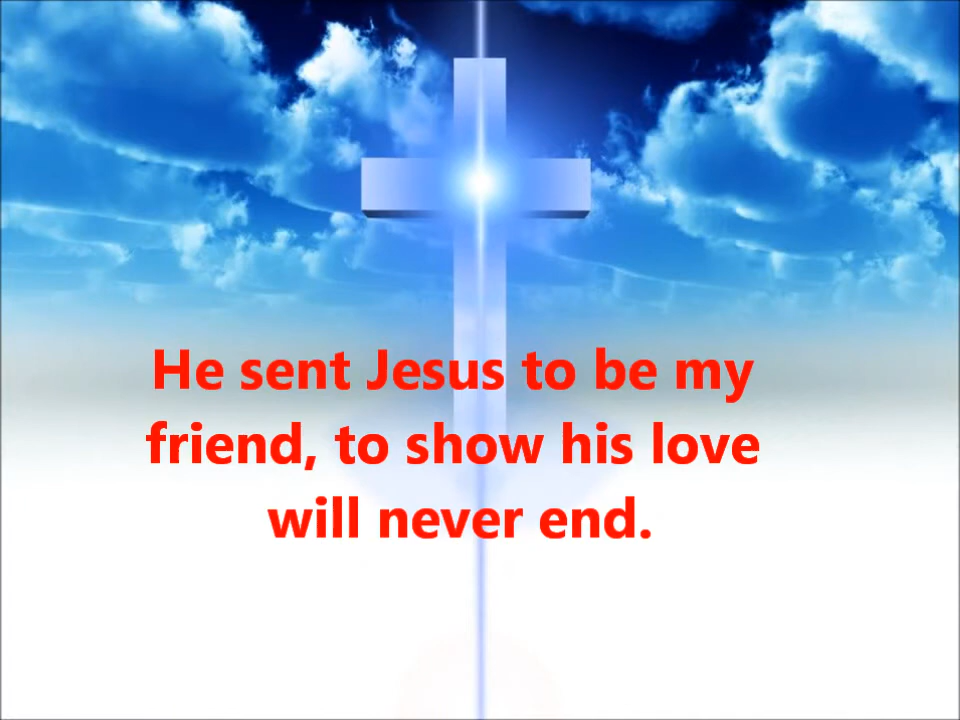 He sent Jesus to be my
friend, to show his love
will never end.